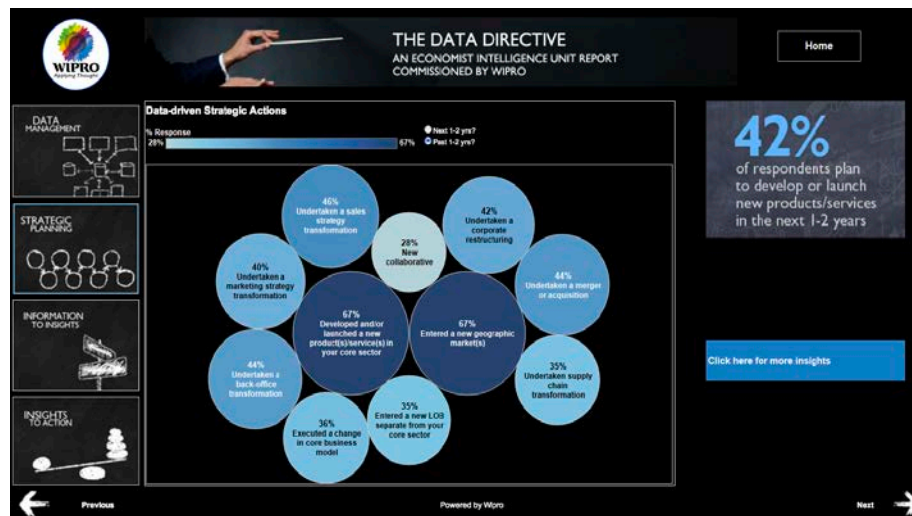 WIPRO
Applying Thought
THE DATA DIRECTIVE
AN ECONOMIST INTELLIGENCE UNIT REPORT
COMMISSIONED BY WIPRO
Home
DATA
MANAGEMENT
STRATEGIC
PLANNING
INFORMATION
TO INSIGHTS
INSIGHTS
TO ACTION
Data-driven Strategic Actions
% Response
28%
67%
Next 1-2 yrs?
Past 1-2 yrs?
46%
Undertaken a sales
strategy
transformation
28%
New
collaborative
42%
Undertaken a
corporate
restructuring
40%
Undertaken a
marketing strategy
transformation
44%
Undertaken a merger
or acquisition
67%
Developed and/or
launched a new
product(s)/service(s) in
your core sector
67%
Entered a new geographic
market(s)
44%
Undertaken a
back-office
transformation
35%
Undertaken supply
chain
transformation
36%
Executed a change
in core business
model
35%
Entered a new LOB
separate from your
core sector
42%
of respondents plan
to develop or launch
new products/services
in the next 1-2 years
Click here for more insights
Previous
Powered by Wipro
Next